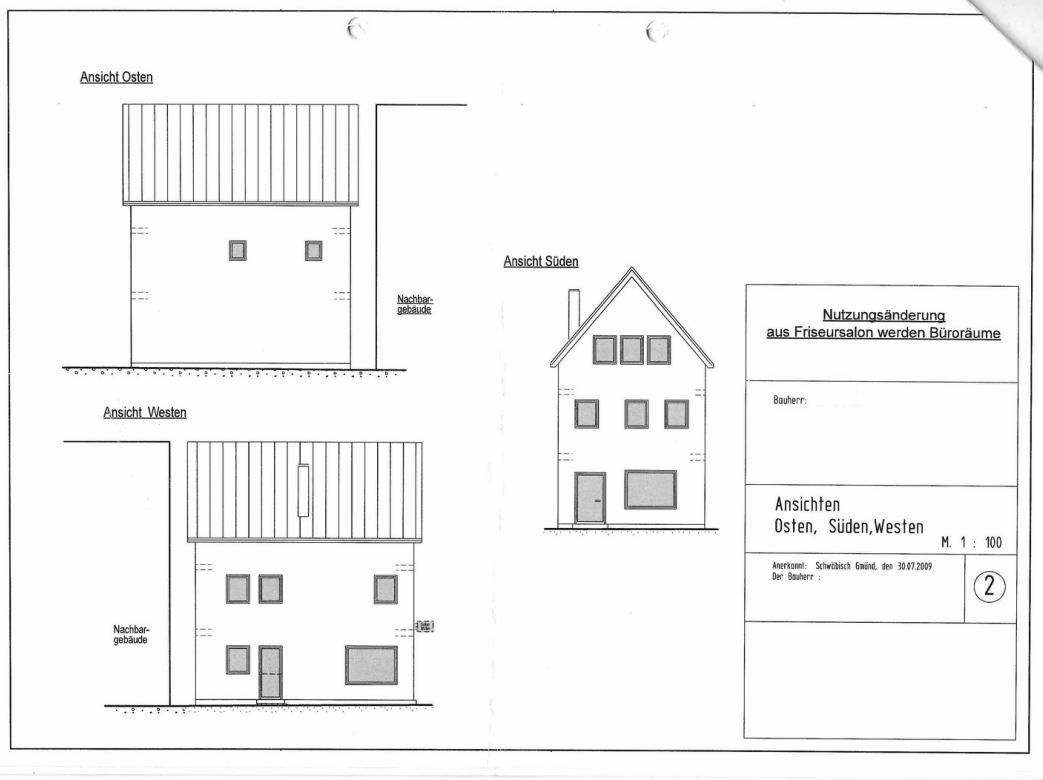 Ansicht Osten
Nachbar-
gebäude
Ansicht Westen
Nachbar-
gebäude
Ansicht Süden
Nutzungsänderung
aus Friseursalon werden Büroräume
Bauherr:
Ansichten
Osten, Süden,Westen
M. 1 : 100
Anerkannt: Schwäbisch Gmünd, den 30.07.2009
Der Bauherr :
2